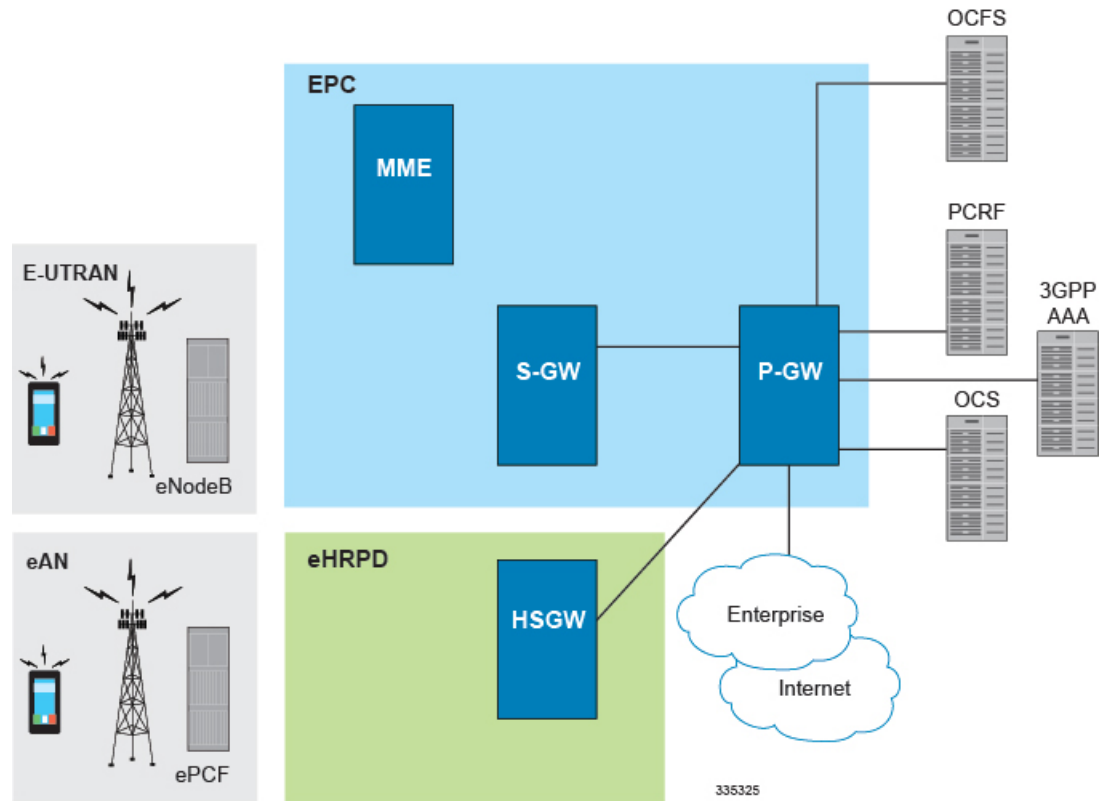 OCFS
EPC
MME
PCRF
E-UTRAN
3GPP
AAA
S-GW
P-GW
OCS
eNodeB
eAN
eHRPD
HSGW
Enterprise
Internet
ePCF
335325